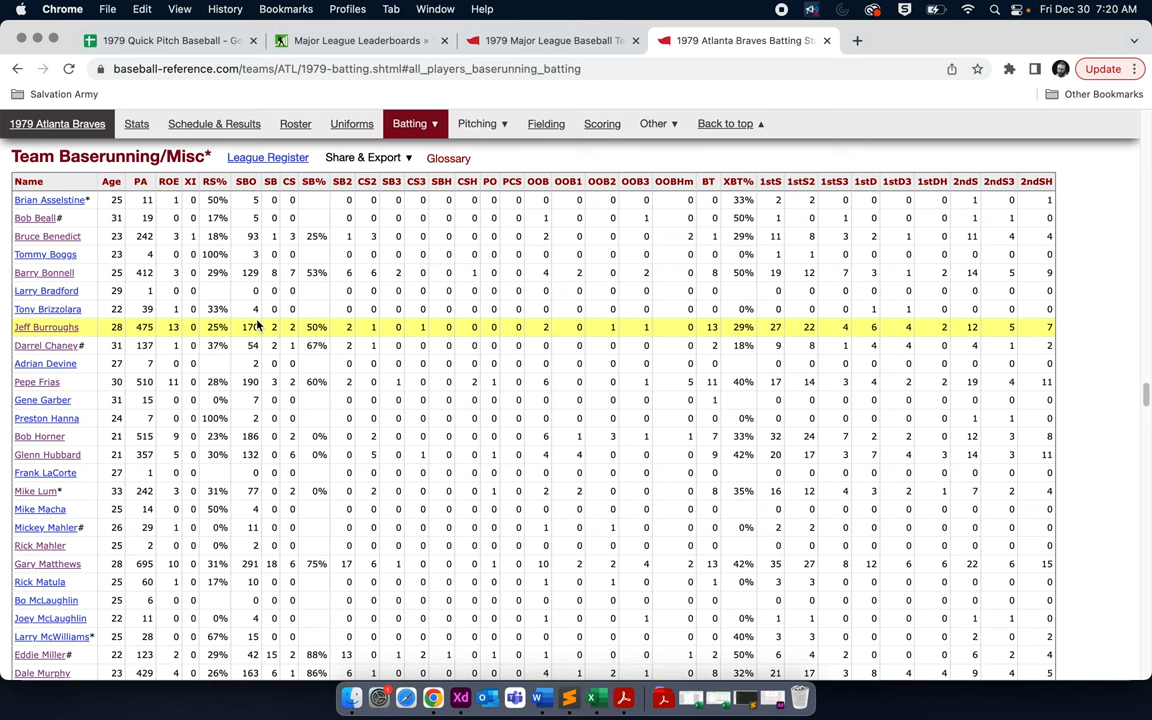 Chrome File Edit View History Bookmarks Profiles Tab Window Help Fri Dec 30 7:20 AM
1979 Quick Pitch Baseball - Go Major League Leaderboards » 1979 Major League Baseball Te 1979 Atlanta Braves Batting St
baseball-reference.com/teams/ATL/1979-batting.shtml#all_players_baserunning_batting Update
Salvation Army Other Bookmarks
1979 Atlanta Braves Stats Schedule & Results Roster Uniforms Batting ▼ Pitching ▼ Fielding Scoring Other ▼ Back to top ▲
Team Baserunning/Misc* League Register Share & Export ▼ Glossary
Name Age PA ROE XI RS% SBO SB CS SB% SB2 CS2 SB3 CS3 SBH CSH PO PCS OOB OOB1 OOB2 OOB3 OOBHm BT XBT% 1stS 1stS2 1stS3 1stD 1stD3 1stDH 2ndS 2ndS3 2ndSH
Brian Asselstine* 25 11 1 0 50% 5 0 0 0 0 0 0 0 0 0 0 0 0 0 0 0 0 33% 2 2 0 0 0 0 1 0 1
Bob Beall# 31 19 0 0 17% 5 0 0 0 0 0 0 0 0 0 0 1 0 0 1 0 0 50% 1 0 1 0 0 0 1 1 0
Bruce Benedict 23 242 3 1 18% 93 1 3 25% 1 3 0 0 0 0 0 0 2 0 0 0 2 1 29% 11 8 3 2 1 0 11 4 4
Tommy Boggs 23 4 0 0 100% 3 0 0 0 0 0 0 0 0 0 0 0 0 0 0 0 0 0% 1 1 0 0 0 0 0 0 0
Barry Bonnell 25 412 3 0 29% 129 8 7 53% 6 6 2 0 0 1 0 0 4 2 0 2 0 8 50% 19 12 7 3 1 2 14 5 9
Larry Bradford 29 1 0 0 0 0 0 0 0 0 0 0 0 0 0 0 0 0 0 0 0 0 0 0 0 0 0 0 0 0
Tony Brizzolara 22 39 1 0 33% 4 0 0 0 0 0 0 0 0 0 0 0 0 0 0 0 0 0% 0 0 0 1 1 0 0 0 0
Jeff Burroughs 28 475 13 0 25% 170 2 2 50% 2 1 0 1 0 0 0 0 2 0 1 1 0 13 29% 27 22 4 6 4 2 12 5 7
Darrel Chaney# 31 137 1 0 37% 54 2 1 67% 2 1 0 0 0 0 0 0 0 0 0 0 0 2 18% 9 8 1 4 4 0 4 1 2
Adrian Devine 27 7 0 0 2 0 0 0 0 0 0 0 0 0 0 0 0 0 0 0 0 0 0 0 0 0 0 0 0 0
Pepe Frias 30 510 11 0 28% 190 3 2 60% 2 0 1 0 0 2 1 0 6 0 0 1 5 11 40% 17 14 3 4 2 2 19 4 11
Gene Garber 31 15 0 0 0% 7 0 0 0 0 0 0 0 0 0 0 0 0 0 0 0 1 0 0 0 0 0 0 0 0 0
Preston Hanna 24 7 0 0 100% 2 0 0 0 0 0 0 0 0 0 0 0 0 0 0 0 0 0% 0 0 0 0 0 0 1 1 0
Bob Horner 21 515 9 0 23% 186 0 2 0% 0 2 0 0 0 0 0 0 6 1 3 1 1 7 33% 32 24 7 2 2 0 12 3 8
Glenn Hubbard 21 357 5 0 30% 132 0 6 0% 0 5 0 1 0 0 0 0 4 4 0 0 0 9 42% 20 17 3 7 4 3 14 3 11
Frank LaCorte 27 1 0 0 0 0 0 0 0 0 0 0 0 0 0 0 0 0 0 0 0 0 0 0 0 0 0 0 0 0
Mike Lum* 33 242 3 0 31% 77 0 2 0% 0 2 0 0 0 0 1 0 2 2 0 0 0 8 35% 16 12 4 3 2 1 7 2 4
Mike Macha 25 14 0 0 50% 4 0 0 0 0 0 0 0 0 0 0 0 0 0 0 0 0 0 0 0 0 0 0 0 0 0
Mickey Mahler# 26 29 1 0 0% 11 0 0 0 0 0 0 0 0 0 0 1 0 1 0 0 0 0% 2 2 0 0 0 0 0 0 0
Rick Mahler 25 2 0 0 0% 2 0 0 0 0 0 0 0 0 0 0 0 0 0 0 0 0 0 0 0 0 0 0 0 0 0
Gary Matthews 28 695 10 0 31% 291 18 6 75% 17 6 1 0 0 0 1 0 10 2 2 4 2 13 42% 35 27 8 12 6 6 22 6 15
Rick Matula 25 60 1 0 17% 10 0 0 0 0 0 0 0 0 0 0 1 0 1 0 0 1 0% 3 3 0 0 0 0 0 0 0
Bo McLaughlin 25 6 0 0 0 0 0 0 0 0 0 0 0 0 0 0 0 0 0 0 0 0 0 0 0 0 0 0 0 0
Joey McLaughlin 22 11 0 0 0% 4 0 0 0 0 0 0 0 0 0 0 1 0 0 1 0 0 0% 1 1 0 0 0 0 1 1 0
Larry McWilliams* 25 28 0 0 67% 15 0 0 0 0 0 0 0 0 0 0 0 0 0 0 0 0 40% 3 3 0 0 0 0 2 0 2
Eddie Miller# 22 123 2 0 29% 42 15 2 88% 13 0 1 2 1 0 0 0 1 0 0 0 1 2 50% 6 4 2 0 0 0 6 2 4
Dale Murphy 23 429 4 0 26% 163 6 1 86% 6 1 0 0 0 0 0 0 4 1 2 1 0 8 32% 21 17 3 8 4 4 9 4 5